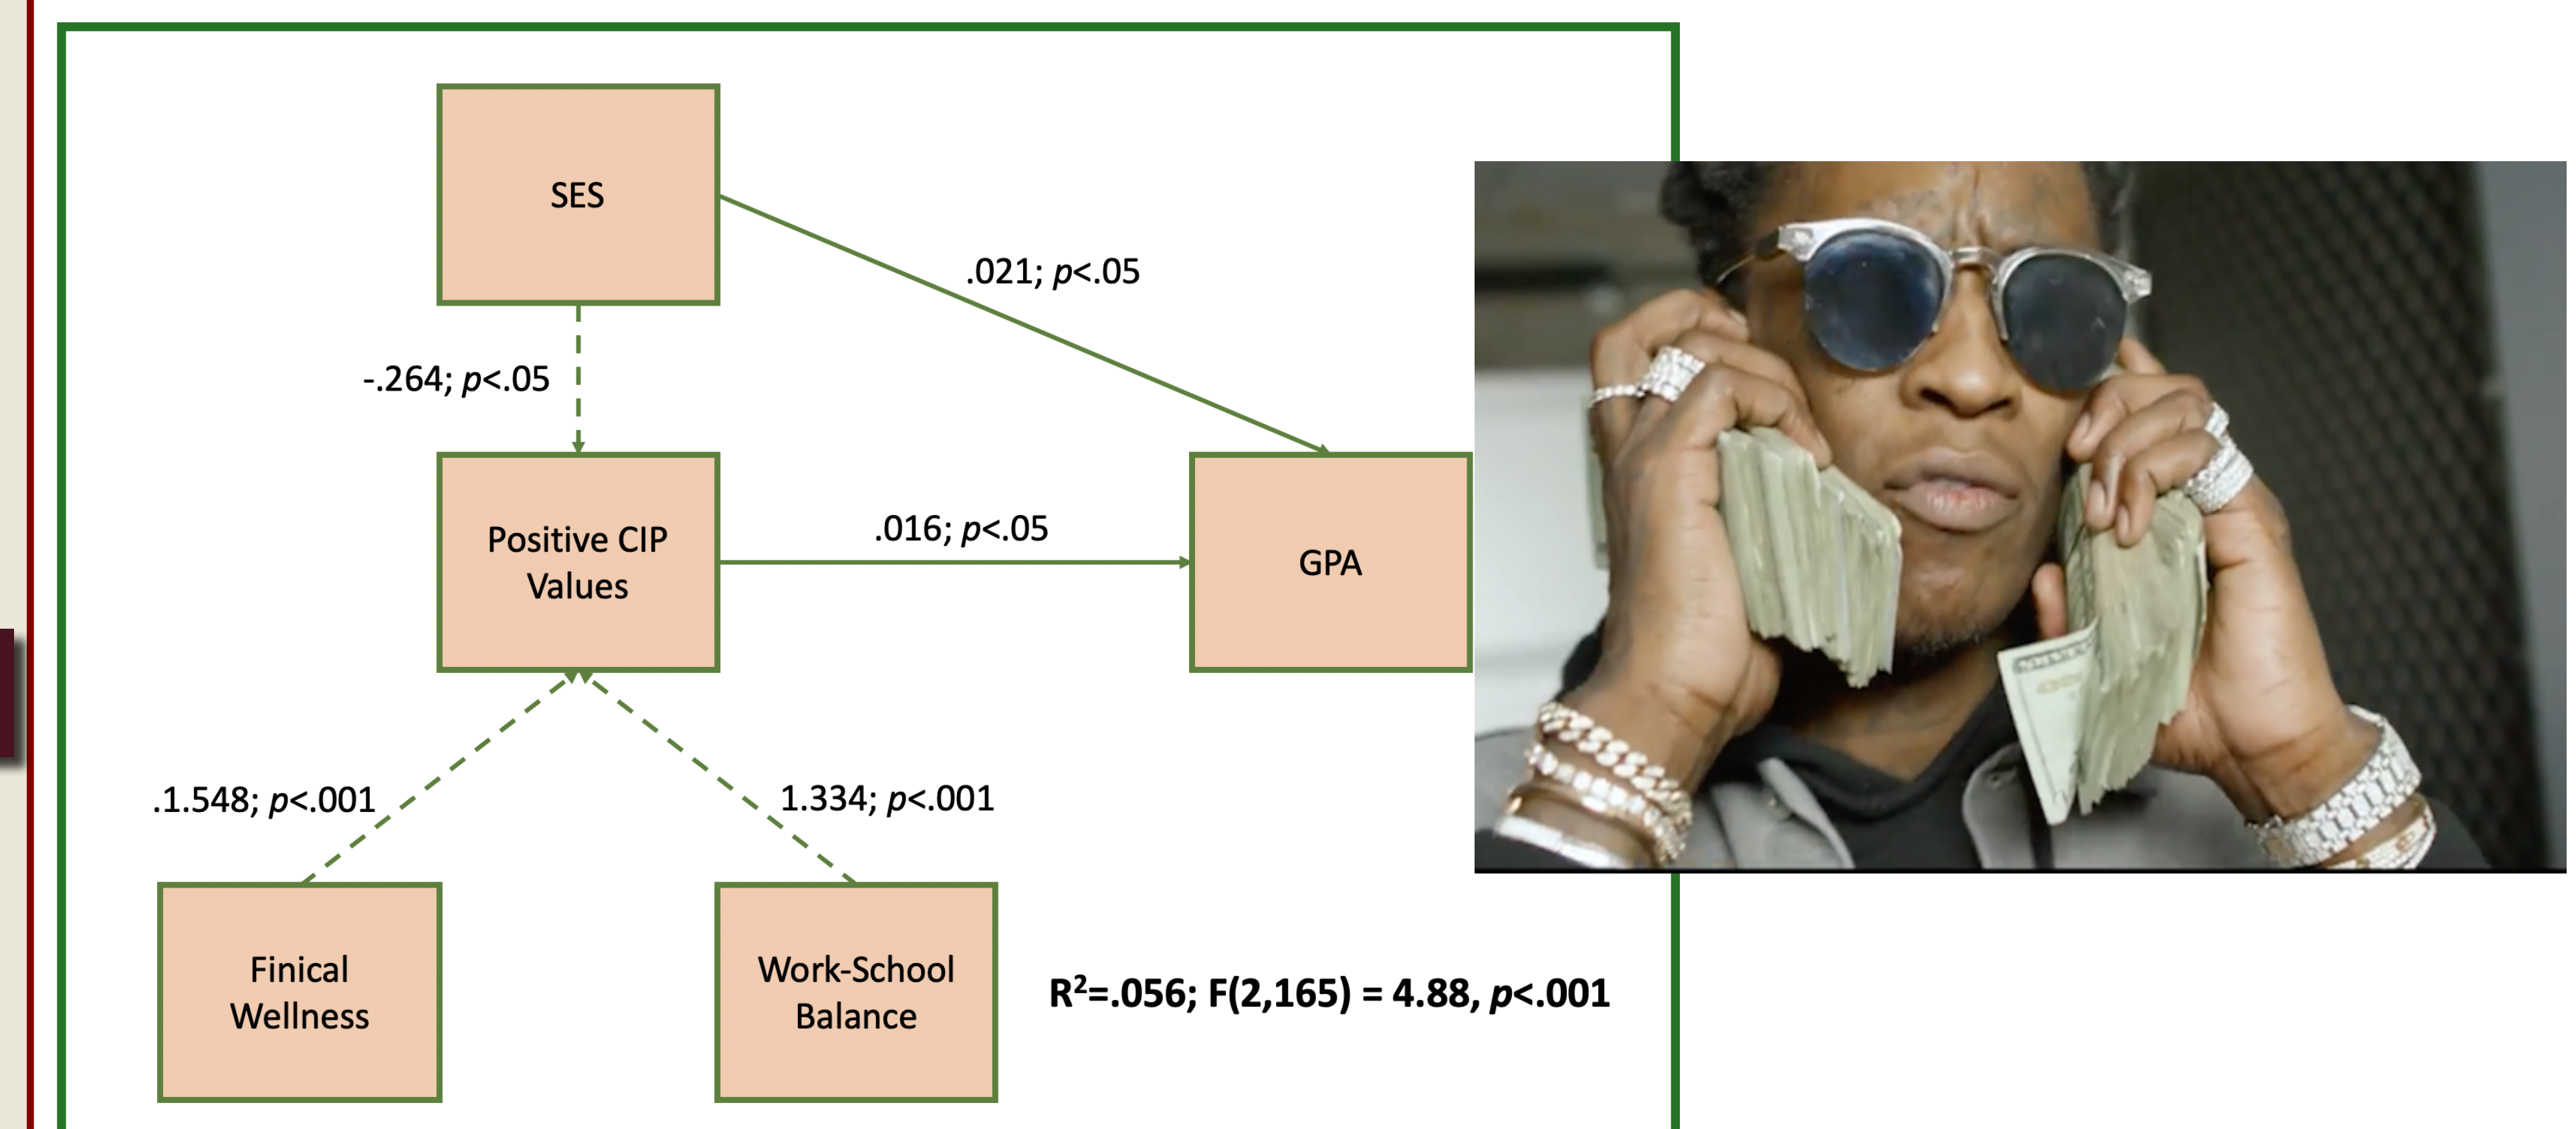 SES
.021; p<.05
-.264; p<.05
Positive CIP
Values
.016; p<.05
GPA
.1.548; p<.001
1.334; p<.001
Finical
Wellness
Work-School
Balance
R²=.056; F(2,165) = 4.88, p<.001